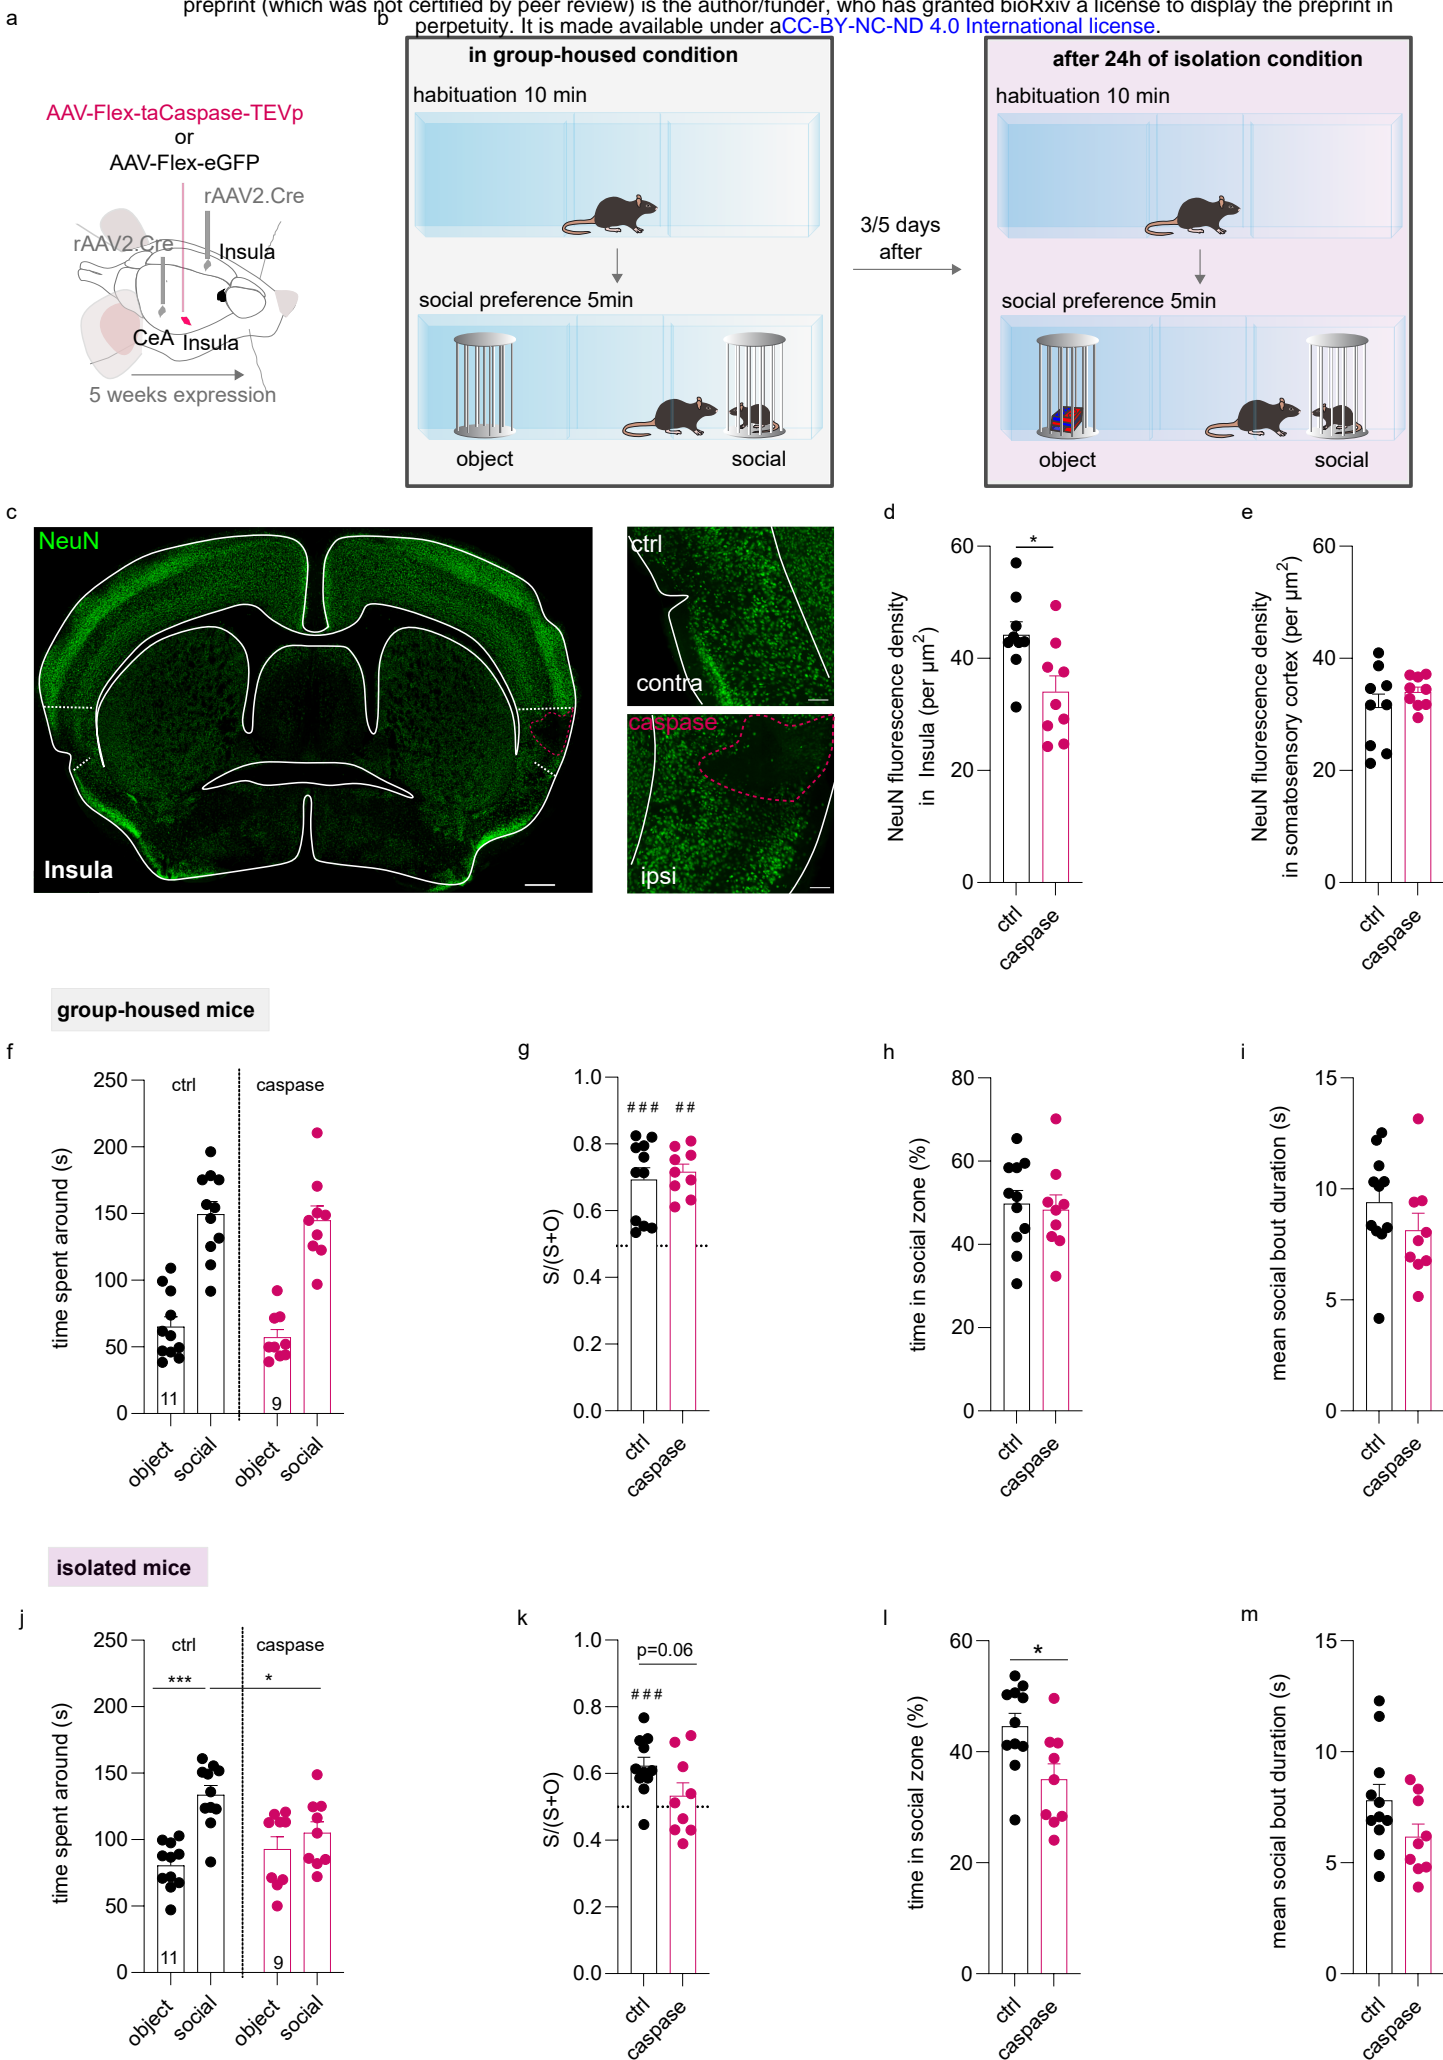 preprint (which was not certified by peer review) is the author/funder, who has granted bioRxiv a license to display the preprint in
perpetuity. It is made available under aCC-BY-NC-ND 4.0 International license.
a
AAV-Flex-taCaspase-TEVp
or
AAV-Flex-eGFP
rAAV2.Cre
rAAV2.Cre
Insula
CeA
Insula
5 weeks expression
b
in group-housed condition
habituation 10 min
social preference 5min
object
social
3/5 days
after
after 24h of isolation condition
habituation 10 min
social preference 5min
object
social
c
NeuN
Insula
ctrl
contra
caspase
ipsi
d
NeuN fluorescence density
in Insula (per µm²)
60
40
20
0
*
ctrl
caspase
e
NeuN fluorescence density
in somatosensory cortex (per µm²)
60
40
20
0
ctrl
caspase
group-housed mice
f
time spent around (s)
250
200
150
100
50
0
ctrl
caspase
11
9
object
social
object
social
g
S/(S+O)
1.0
0.8
0.6
0.4
0.2
0.0
###
##
ctrl
caspase
h
time in social zone (%)
80
60
40
20
0
ctrl
caspase
i
mean social bout duration (s)
15
10
5
0
ctrl
caspase
isolated mice
j
time spent around (s)
250
200
150
100
50
0
ctrl
caspase
***
*
11
9
object
social
object
social
k
S/(S+O)
1.0
0.8
0.6
0.4
0.2
0.0
p=0.06
###
ctrl
caspase
l
time in social zone (%)
60
40
20
0
*
ctrl
caspase
m
mean social bout duration (s)
15
10
5
0
ctrl
caspase